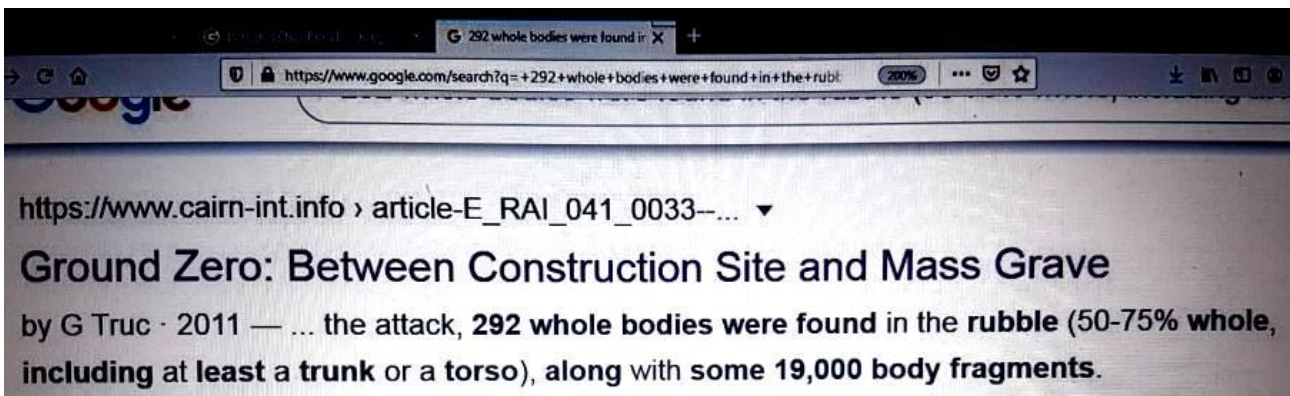 G 292 whole bodies were found in
https://www.google.com/search?q=+292+whole+bodies+were+found+in+the+rubb 200%
Google
https://www.cairn-int.info › article-E_RAI_041_0033--...
Ground Zero: Between Construction Site and Mass Grave
by G Truc · 2011 — ... the attack, 292 whole bodies were found in the rubble (50-75% whole,
including at least a trunk or a torso), along with some 19,000 body fragments.